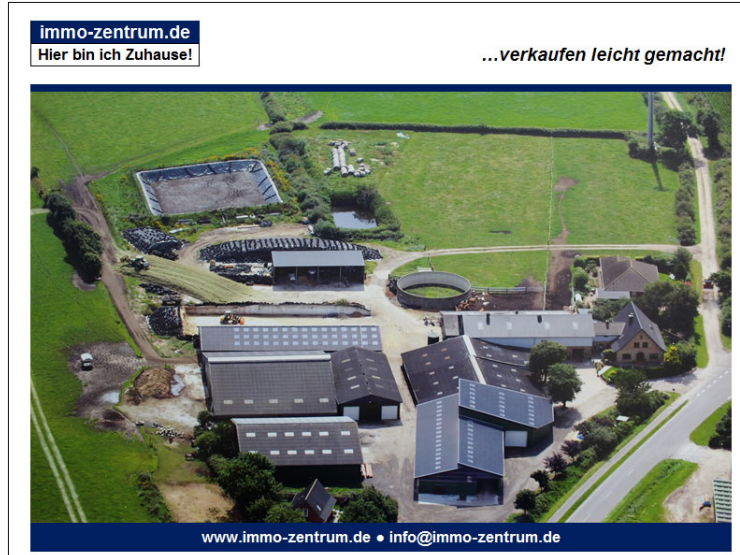 immo-zentrum.de
Hier bin ich Zuhause!
...verkaufen leicht gemacht!
www.immo-zentrum.de ● info@immo-zentrum.de